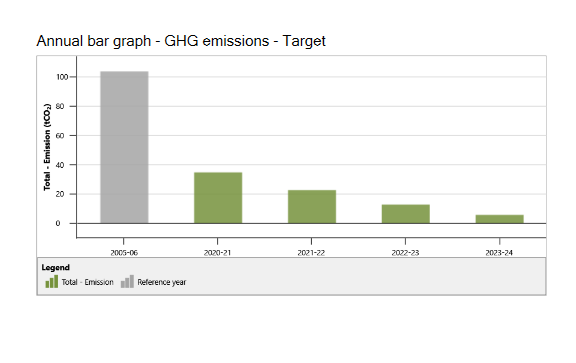 Annual bar graph - GHG emissions - Target
Total - Emission (tCO₂)
100
80
60
40
20
0
2005-06 2020-21 2021-22 2022-23 2023-24
Legend
Total - Emission Reference year